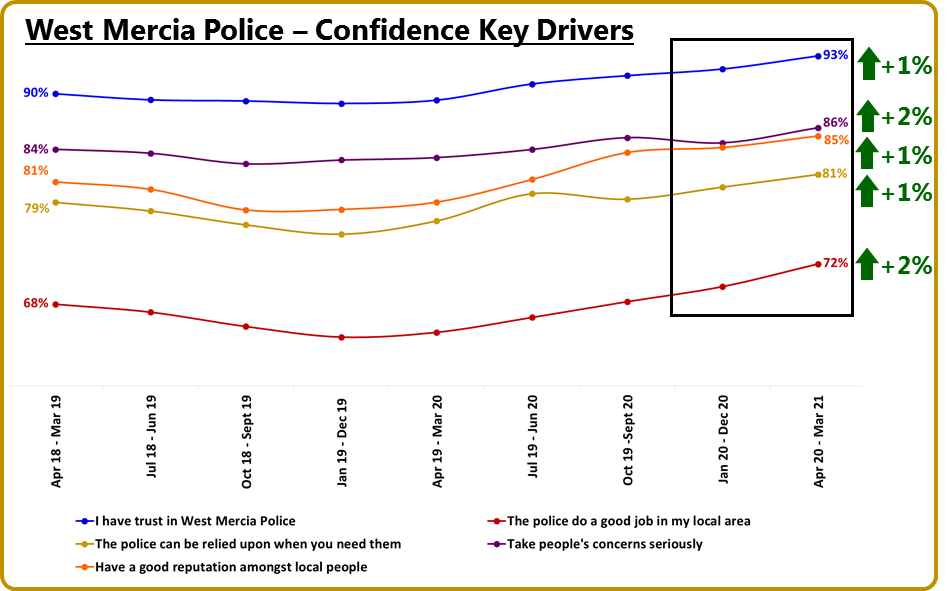 West Mercia Police – Confidence Key Drivers
93%
+1%
90%
+2%
86%
84%
85%
+1%
81%
81%
+1%
79%
72%
+2%
68%
Apr 18 - Mar 19
Jul 18 - Jun 19
Oct 18 - Sept 19
Jan 19 - Dec 19
Apr 19 - Mar 20
Jul 19 - Jun 20
Oct 19 -Sept 20
Jan 20 - Dec 20
Apr 20 - Mar 21
I have trust in West Mercia Police
The police do a good job in my local area
The police can be relied upon when you need them
Take people's concerns seriously
Have a good reputation amongst local people